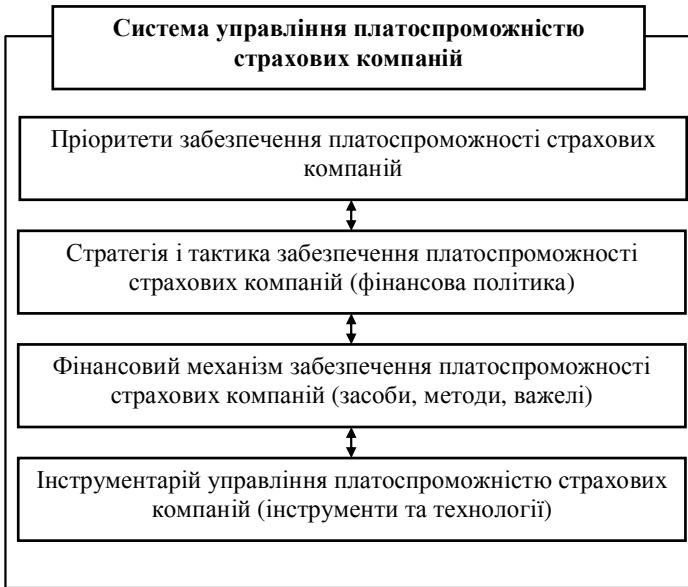 Система управління платоспроможністю
страхових компаній
Пріоритети забезпечення платоспроможності страхових
компаній
Стратегія і тактика забезпечення платоспроможності
страхових компаній (фінансова політика)
Фінансовий механізм забезпечення платоспроможності
страхових компаній (засоби, методи, важелі)
Інструментарій управління платоспроможністю страхових
компаній (інструменти та технології)